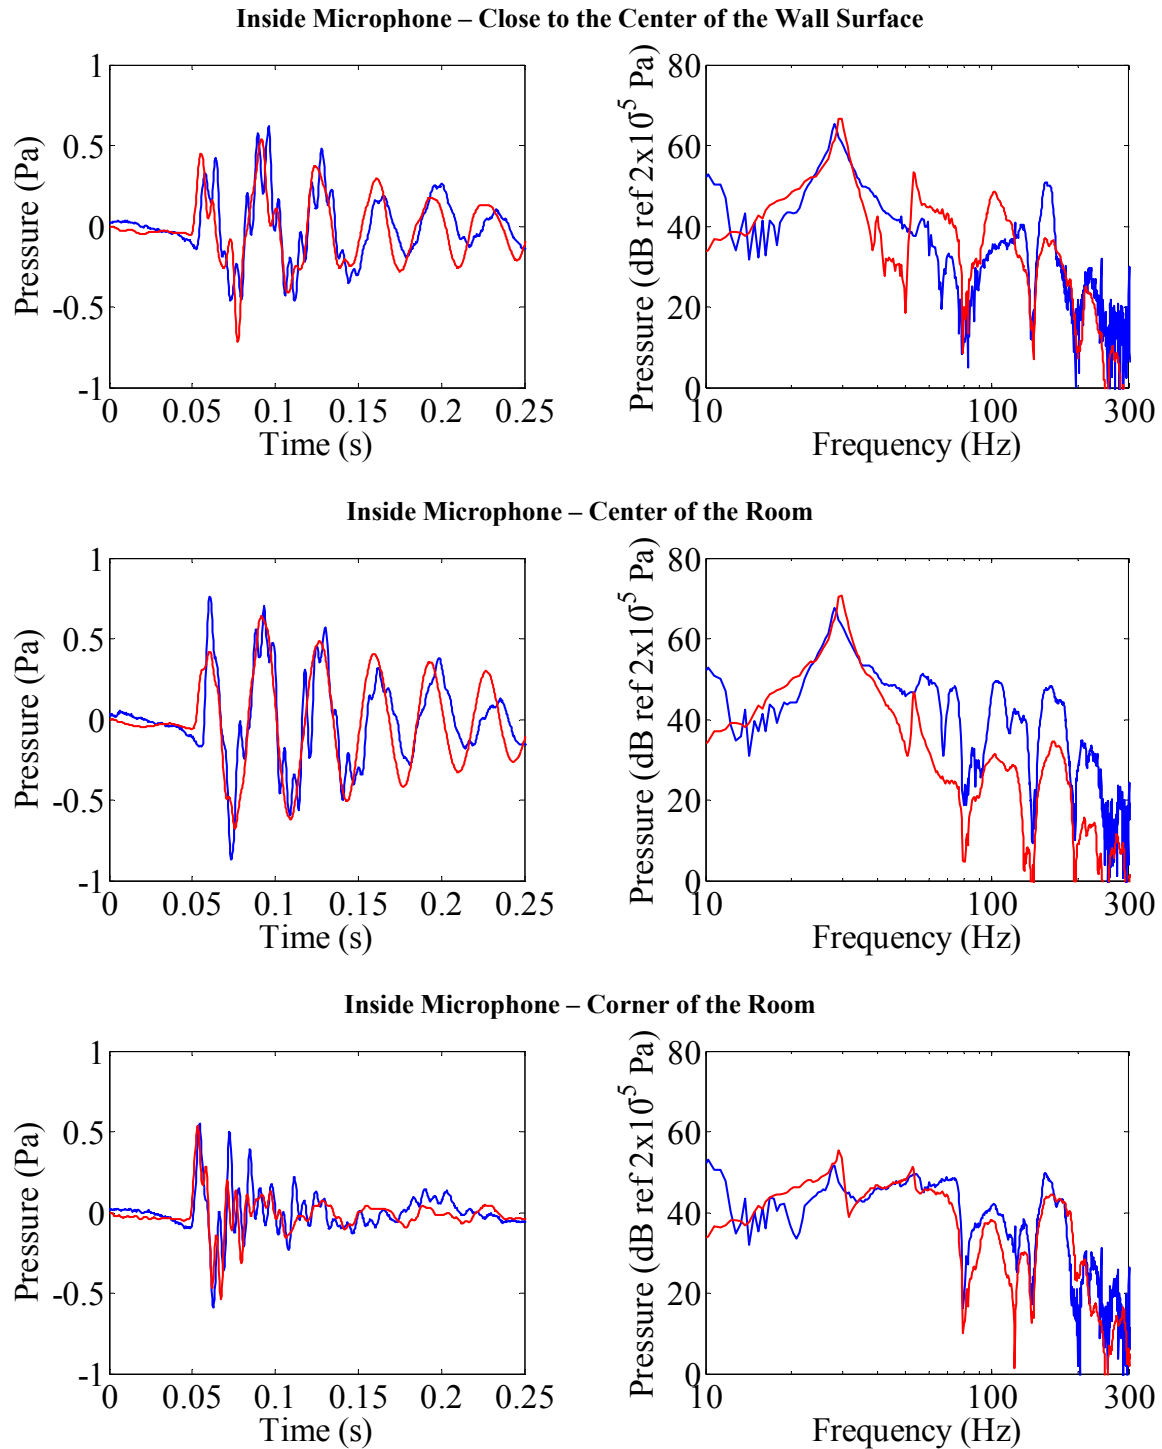 Inside Microphone – Close to the Center of the Wall Surface
Pressure (Pa)
1
0.5
0
-0.5
-1
0 0.05 0.1 0.15 0.2 0.25
Time (s)
Pressure (dB ref 2x10⁻⁵ Pa)
80
60
40
20
0
10 100 300
Frequency (Hz)
Inside Microphone – Center of the Room
Pressure (Pa)
1
0.5
0
-0.5
-1
0 0.05 0.1 0.15 0.2 0.25
Time (s)
Pressure (dB ref 2x10⁻⁵ Pa)
80
60
40
20
0
10 100 300
Frequency (Hz)
Inside Microphone – Corner of the Room
Pressure (Pa)
1
0.5
0
-0.5
-1
0 0.05 0.1 0.15 0.2 0.25
Time (s)
Pressure (dB ref 2x10⁻⁵ Pa)
80
60
40
20
0
10 100 300
Frequency (Hz)